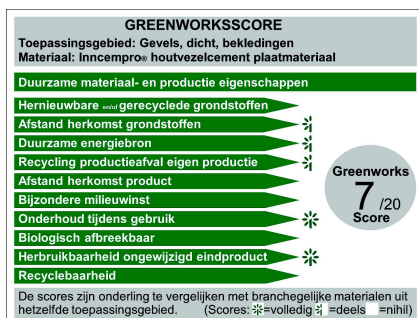 GREENWORKSSCORE
Toepassingsgebied: Gevels, dicht, bekledingen
Materiaal: Inncempro® houtvezelcement plaatmateriaal
Duurzame materiaal- en productie eigenschappen
Hernieuwbare en/of gerecyclede grondstoffen
Afstand herkomst grondstoffen
Duurzame energiebron
Recycling productieafval eigen productie
Afstand herkomst product
Bijzondere milieuwinst
Onderhoud tijdens gebruik
Biologisch afbreekbaar
Herbruikbaarheid ongewijzigd eindproduct
Recyclebaarheid
Greenworks
7 /20
Score
De scores zijn onderling te vergelijken met branchegelijke materialen uit
hetzelfde toepassingsgebied. (Scores: =volledig =deels =nihil)